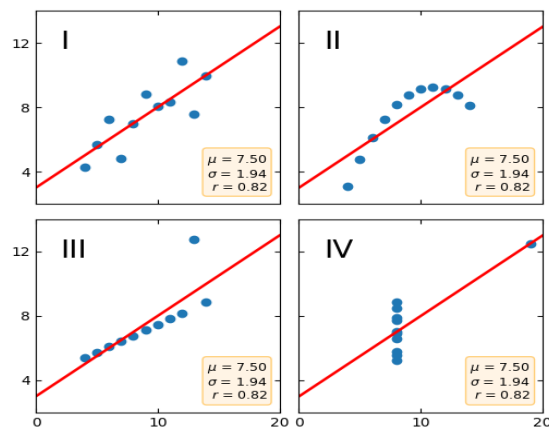 12
8
4
I
μ = 7.50
σ = 1.94
r = 0.82
II
μ = 7.50
σ = 1.94
r = 0.82
12
8
4
0
10
20
III
μ = 7.50
σ = 1.94
r = 0.82
0
10
20
IV
μ = 7.50
σ = 1.94
r = 0.82